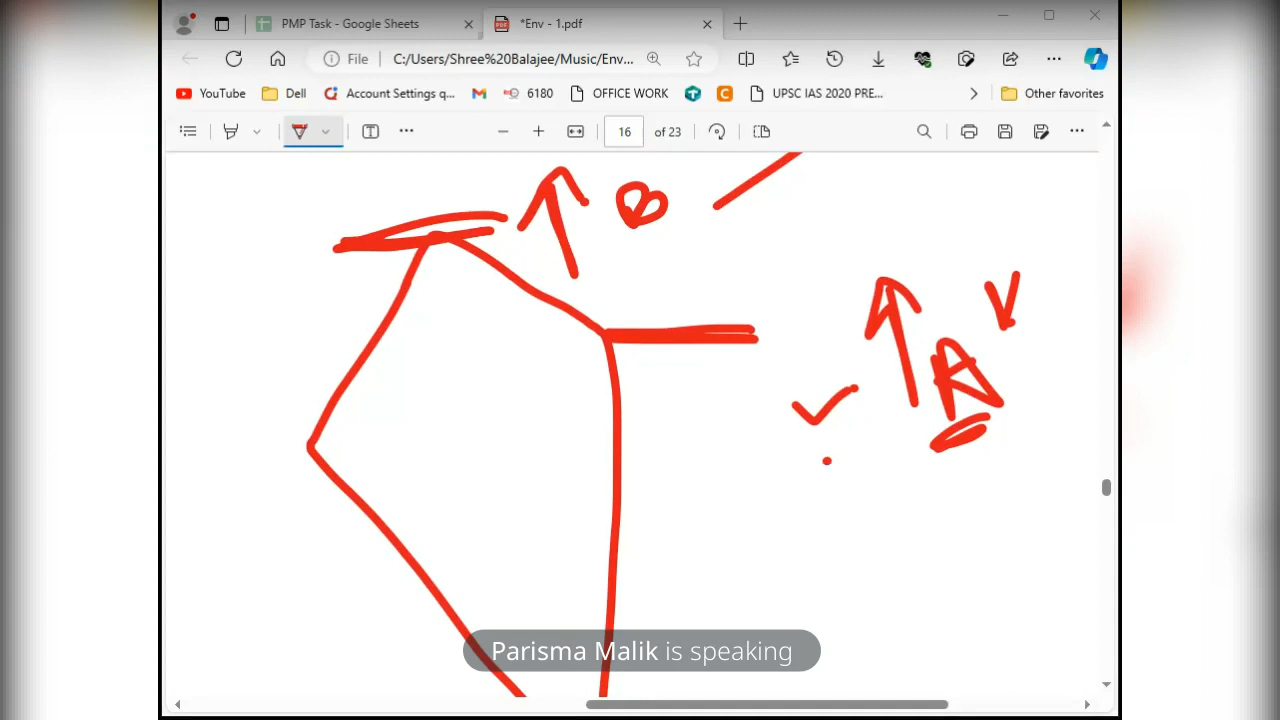 PMP Task - Google Sheets
*Env - 1.pdf
File
C:/Users/Shree%20Balajee/Music/Env...
YouTube
Dell
Account Settings q...
6180
OFFICE WORK
UPSC IAS 2020 PRE...
Other favorites
16 of 23
B
A
Parisma Malik is speaking